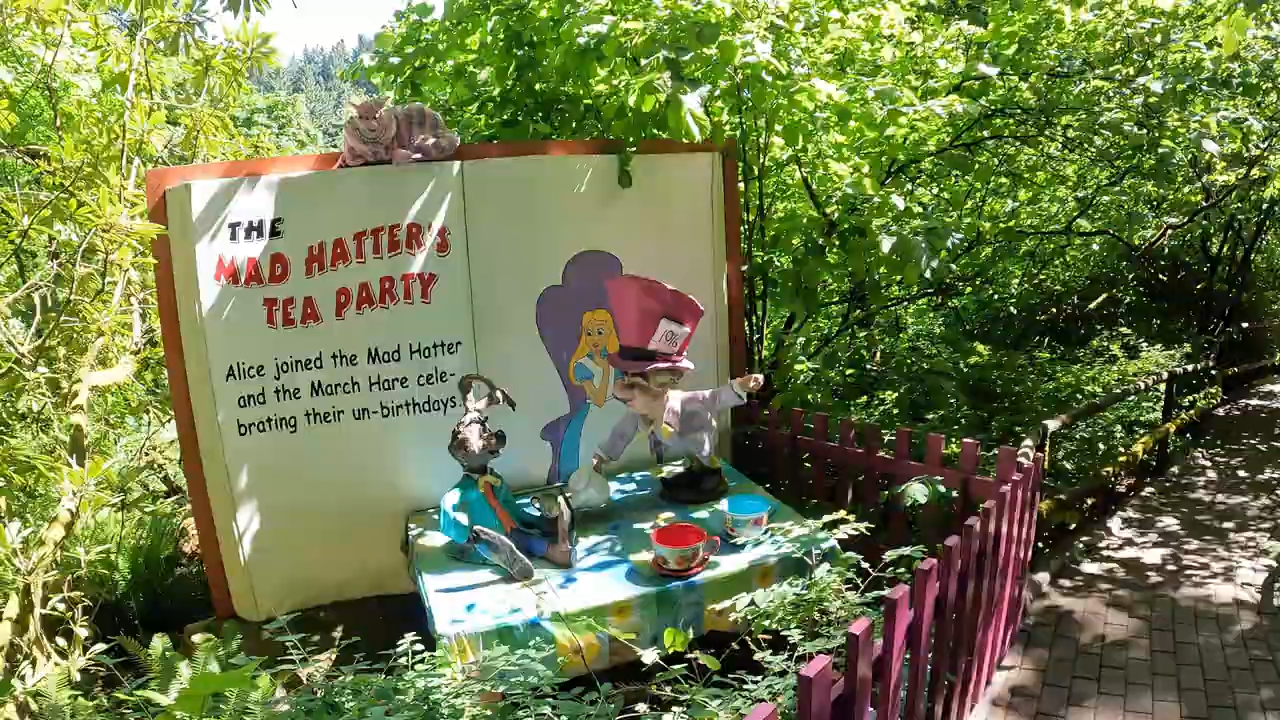 THE
MAD HATTER'S
TEA PARTY
Alice joined the Mad Hatter
and the March Hare cele-
brating their un-birthdays.
10/6